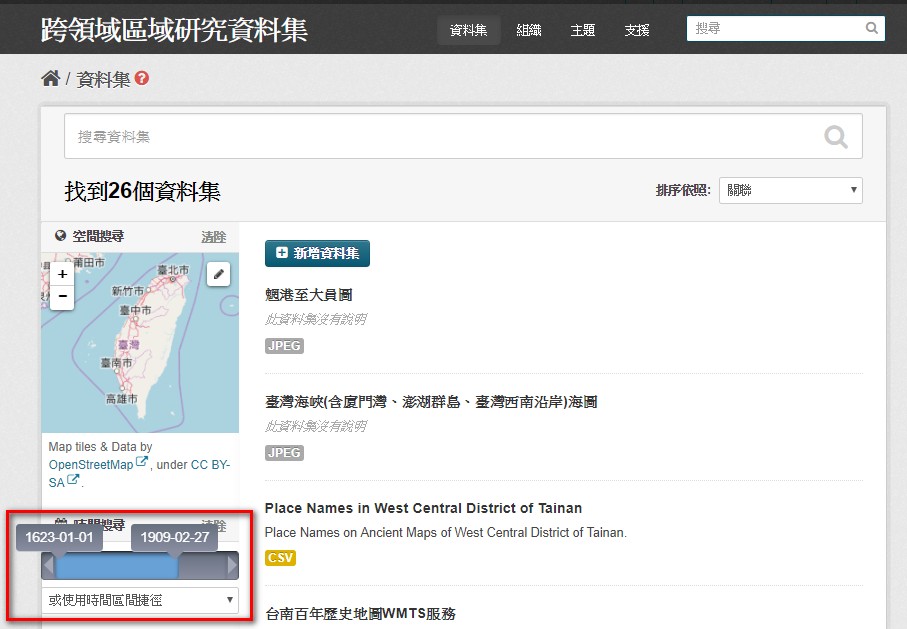 跨領域區域研究資料集
資料集 組織 主題 支援 搜尋
/ 資料集
搜尋資料集
找到26個資料集
排序依照: 關聯
空間搜尋 清除
+
−
莆田市
臺北市
新竹市
臺中市
臺灣
臺南市
高雄市
Map tiles & Data by
OpenStreetMap , under CC BY-
SA .
時間搜尋 清除
1623-01-01 1909-02-27
或使用時間區間捷徑
新增資料集
魍港至大員圖
此資料集沒有說明
JPEG
臺灣海峽(含廈門灣、澎湖群島、臺灣西南沿岸)海圖
此資料集沒有說明
JPEG
Place Names in West Central District of Tainan
Place Names on Ancient Maps of West Central District of Tainan.
CSV
台南百年歷史地圖WMTS服務